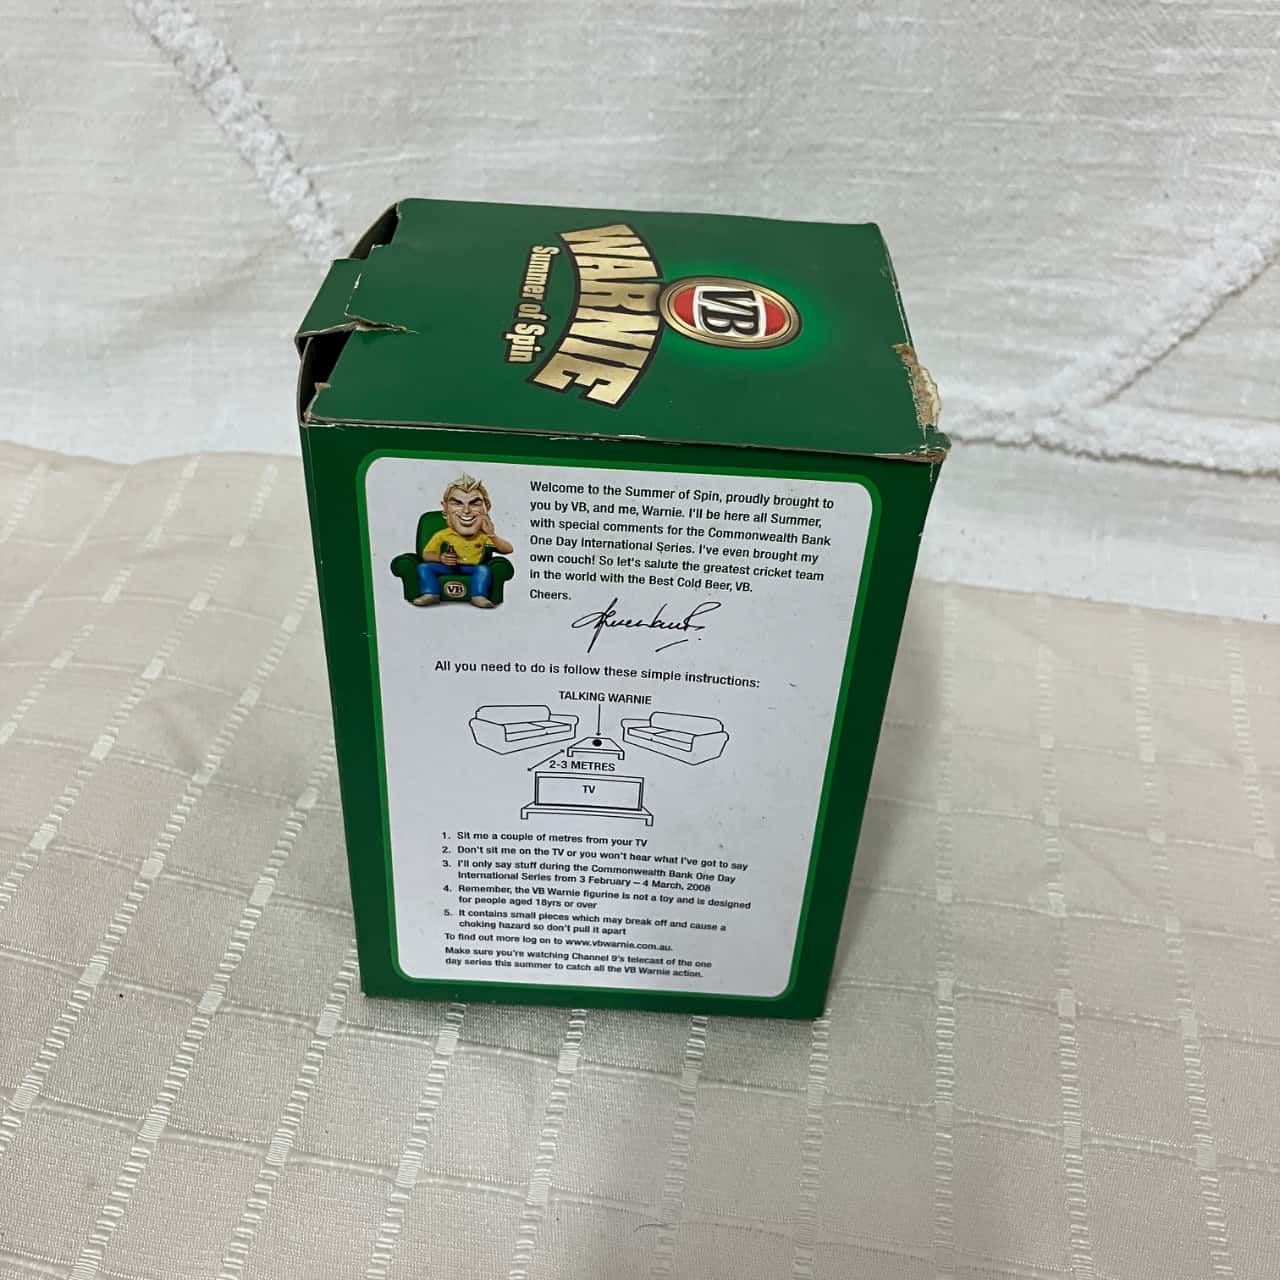 WARNIE
Summer of Spin
VB
Welcome to the Summer of Spin, proudly brought to
you by VB, and me, Warnie. I'll be here all Summer,
with special comments for the Commonwealth Bank
One Day International Series. I've even brought my
own couch! So let's salute the greatest cricket team
in the world with the Best Cold Beer, VB.
Cheers.
VB
All you need to do is follow these simple instructions:
TALKING WARNIE
2-3 METRES
TV
1. Sit me a couple of metres from your TV
2. Don't sit me on the TV or you won't hear what I've got to say
3. I'll only say stuff during the Commonwealth Bank One Day
International Series from 3 February – 4 March, 2008
4. Remember, the VB Warnie figurine is not a toy and is designed
for people aged 18yrs or over
5. It contains small pieces which may break off and cause a
choking hazard so don't pull it apart
To find out more log on to www.vbwarnie.com.au.
Make sure you're watching Channel 9's telecast of the one
day series this summer to catch all the VB Warnie action.